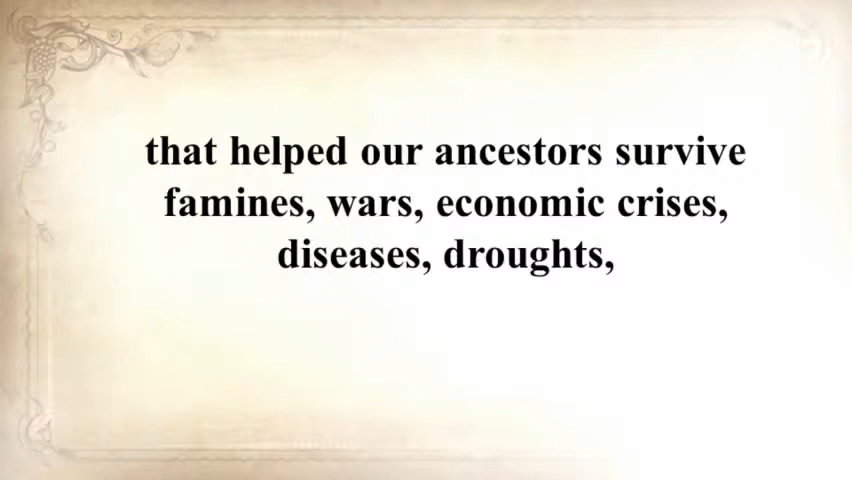 that helped our ancestors survive
famines, wars, economic crises,
diseases, droughts,